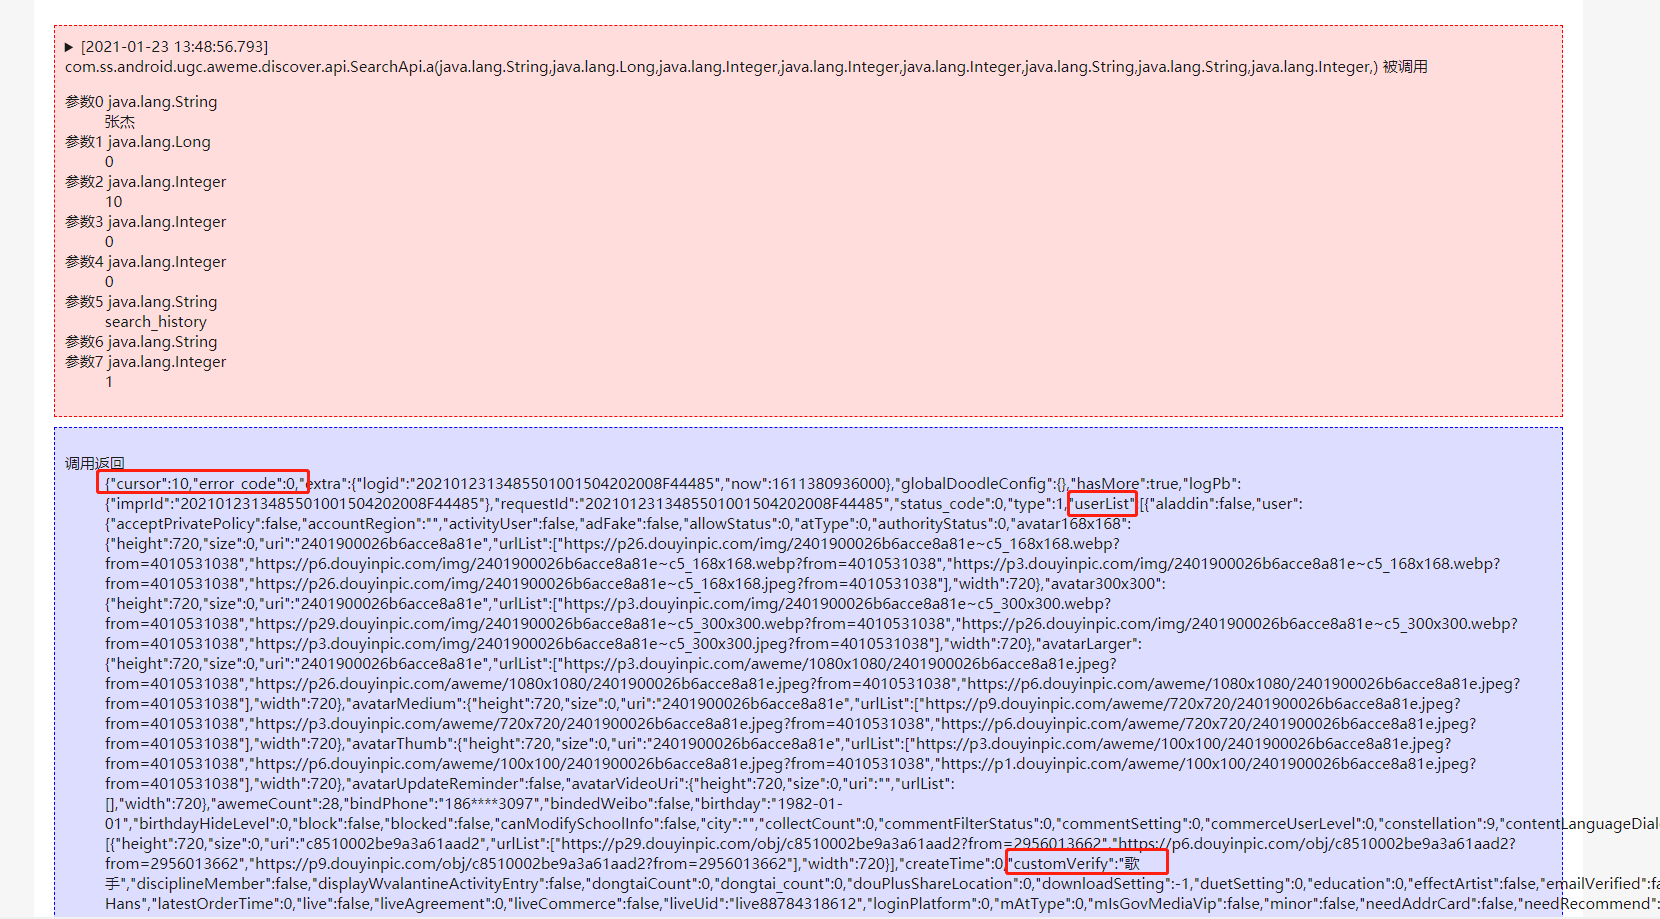 ▶ [2021-01-23 13:48:56.793]
com.ss.android.ugc.aweme.discover.api.SearchApi.a(java.lang.String,java.lang.Long,java.lang.Integer,java.lang.Integer,java.lang.Integer,java.lang.String,java.lang.String,java.lang.Integer,) 被调用
参数0 java.lang.String
张杰
参数1 java.lang.Long
0
参数2 java.lang.Integer
10
参数3 java.lang.Integer
0
参数4 java.lang.Integer
0
参数5 java.lang.String
search_history
参数6 java.lang.String
参数7 java.lang.Integer
1
调用返回
{"cursor":10,"error_code":0,"extra":{"logid":"2021012313485501001504202008F44485","now":1611380936000},"globalDoodleConfig":{},"hasMore":true,"logPb":
{"imprId":"2021012313485501001504202008F44485"},"requestId":"2021012313485501001504202008F44485","status_code":0,"type":1,"userList":[{"aladdin":false,"user":
{"acceptPrivatePolicy":false,"accountRegion":"","activityUser":false,"adFake":false,"allowStatus":0,"atType":0,"authorityStatus":0,"avatar168x168":
{"height":720,"size":0,"uri":"2401900026b6acce8a81e","urlList":["https://p26.douyinpic.com/img/2401900026b6acce8a81e~c5_168x168.webp?
from=4010531038","https://p6.douyinpic.com/img/2401900026b6acce8a81e~c5_168x168.webp?from=4010531038","https://p3.douyinpic.com/img/2401900026b6acce8a81e~c5_168x168.webp?
from=4010531038","https://p26.douyinpic.com/img/2401900026b6acce8a81e~c5_168x168.jpeg?from=4010531038"],"width":720},"avatar300x300":
{"height":720,"size":0,"uri":"2401900026b6acce8a81e","urlList":["https://p3.douyinpic.com/img/2401900026b6acce8a81e~c5_300x300.webp?
from=4010531038","https://p29.douyinpic.com/img/2401900026b6acce8a81e~c5_300x300.webp?from=4010531038","https://p26.douyinpic.com/img/2401900026b6acce8a81e~c5_300x300.webp?
from=4010531038","https://p3.douyinpic.com/img/2401900026b6acce8a81e~c5_300x300.jpeg?from=4010531038"],"width":720},"avatarLarger":
{"height":720,"size":0,"uri":"2401900026b6acce8a81e","urlList":["https://p3.douyinpic.com/aweme/1080x1080/2401900026b6acce8a81e.jpeg?
from=4010531038","https://p26.douyinpic.com/aweme/1080x1080/2401900026b6acce8a81e.jpeg?from=4010531038","https://p6.douyinpic.com/aweme/1080x1080/2401900026b6acce8a81e.jpeg?
from=4010531038"],"width":720},"avatarMedium":{"height":720,"size":0,"uri":"2401900026b6acce8a81e","urlList":["https://p9.douyinpic.com/aweme/720x720/2401900026b6acce8a81e.jpeg?
from=4010531038","https://p3.douyinpic.com/aweme/720x720/2401900026b6acce8a81e.jpeg?from=4010531038","https://p6.douyinpic.com/aweme/720x720/2401900026b6acce8a81e.jpeg?
from=4010531038"],"width":720},"avatarThumb":{"height":720,"size":0,"uri":"2401900026b6acce8a81e","urlList":["https://p3.douyinpic.com/aweme/100x100/2401900026b6acce8a81e.jpeg?
from=4010531038","https://p6.douyinpic.com/aweme/100x100/2401900026b6acce8a81e.jpeg?from=4010531038","https://p1.douyinpic.com/aweme/100x100/2401900026b6acce8a81e.jpeg?
from=4010531038"],"width":720},"avatarUpdateReminder":false,"avatarVideoUri":{"height":720,"size":0,"uri":"","urlList":
[],"width":720},"awemeCount":28,"bindPhone":"186****3097","bindedWeibo":false,"birthday":"1982-01-
01","birthdayHideLevel":0,"block":false,"blocked":false,"canModifySchoolInfo":false,"city":"","collectCount":0,"commentFilterStatus":0,"commentSetting":0,"commerceUserLevel":0,"constellation":9,"contentLanguageDial
[{"height":720,"size":0,"uri":"c8510002be9a3a61aad2","urlList":["https://p29.douyinpic.com/obj/c8510002be9a3a61aad2?from=2956013662","https://p6.douyinpic.com/obj/c8510002be9a3a61aad2?
from=2956013662","https://p9.douyinpic.com/obj/c8510002be9a3a61aad2?from=2956013662"],"width":720}],"createTime":0,"customVerify":"歌
手","disciplineMember":false,"displayWvalantineActivityEntry":false,"dongtaiCount":0,"dongtai_count":0,"douPlusShareLocation":0,"downloadSetting":-1,"duetSetting":0,"education":0,"effectArtist":false,"emailVerified":fa
Hans","latestOrderTime":0,"live":false,"liveAgreement":0,"liveCommerce":false,"liveUid":"live88784318612","loginPlatform":0,"mAtType":0,"mIsGovMediaVip":false,"minor":false,"needAddrCard":false,"needRecommend":